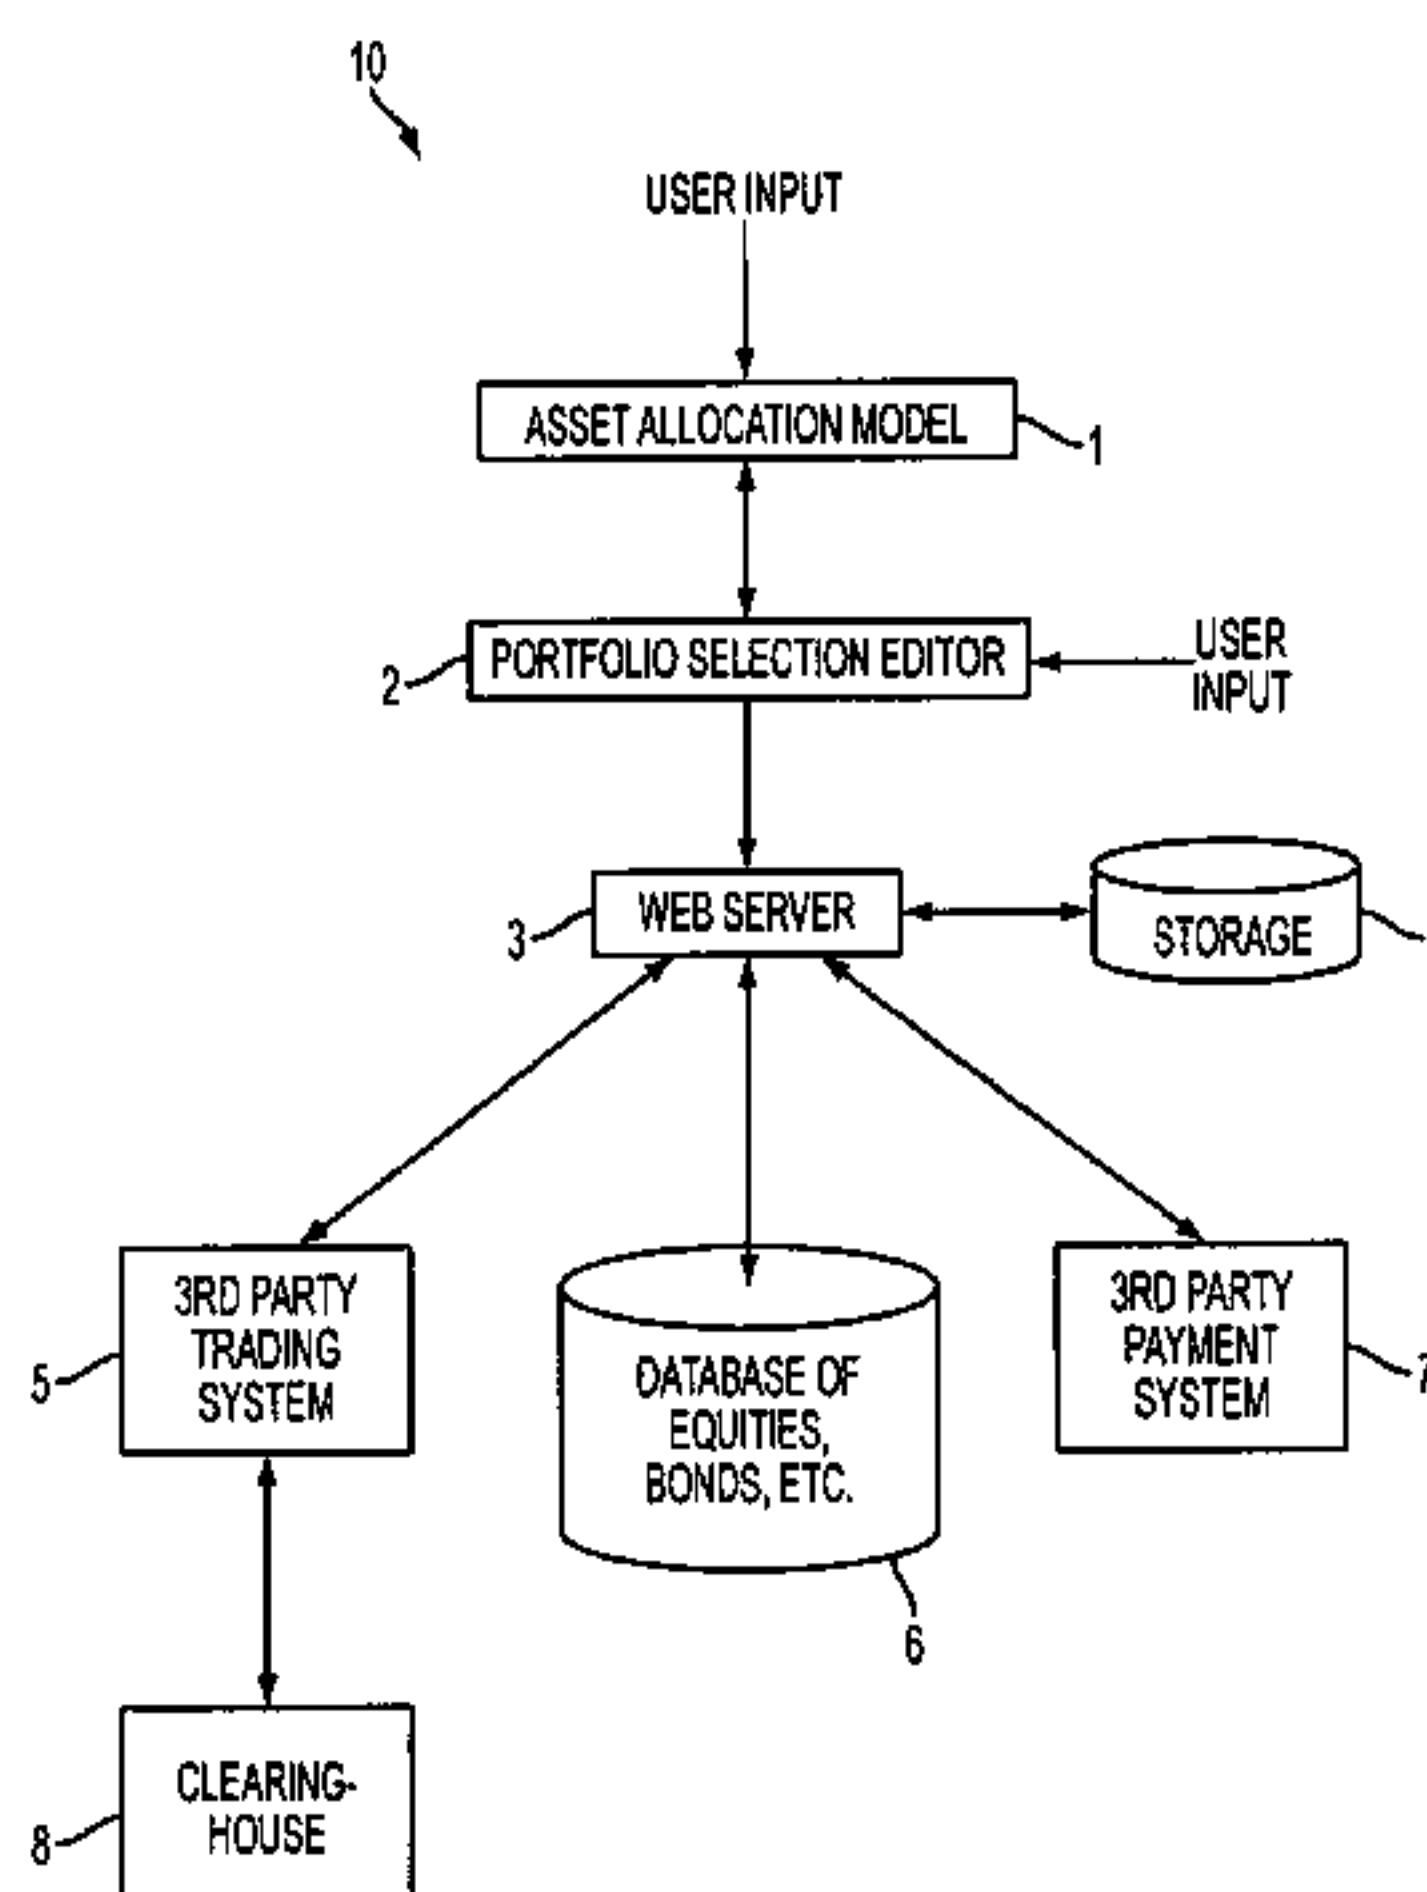 10
USER INPUT
ASSET ALLOCATION MODEL
1
PORTFOLIO SELECTION EDITOR
2
USER
INPUT
WEB SERVER
3
STORAGE
3RD PARTY
TRADING
SYSTEM
5
DATABASE OF
EQUITIES,
BONDS, ETC.
6
3RD PARTY
PAYMENT
SYSTEM
7
CLEARING-
HOUSE
8